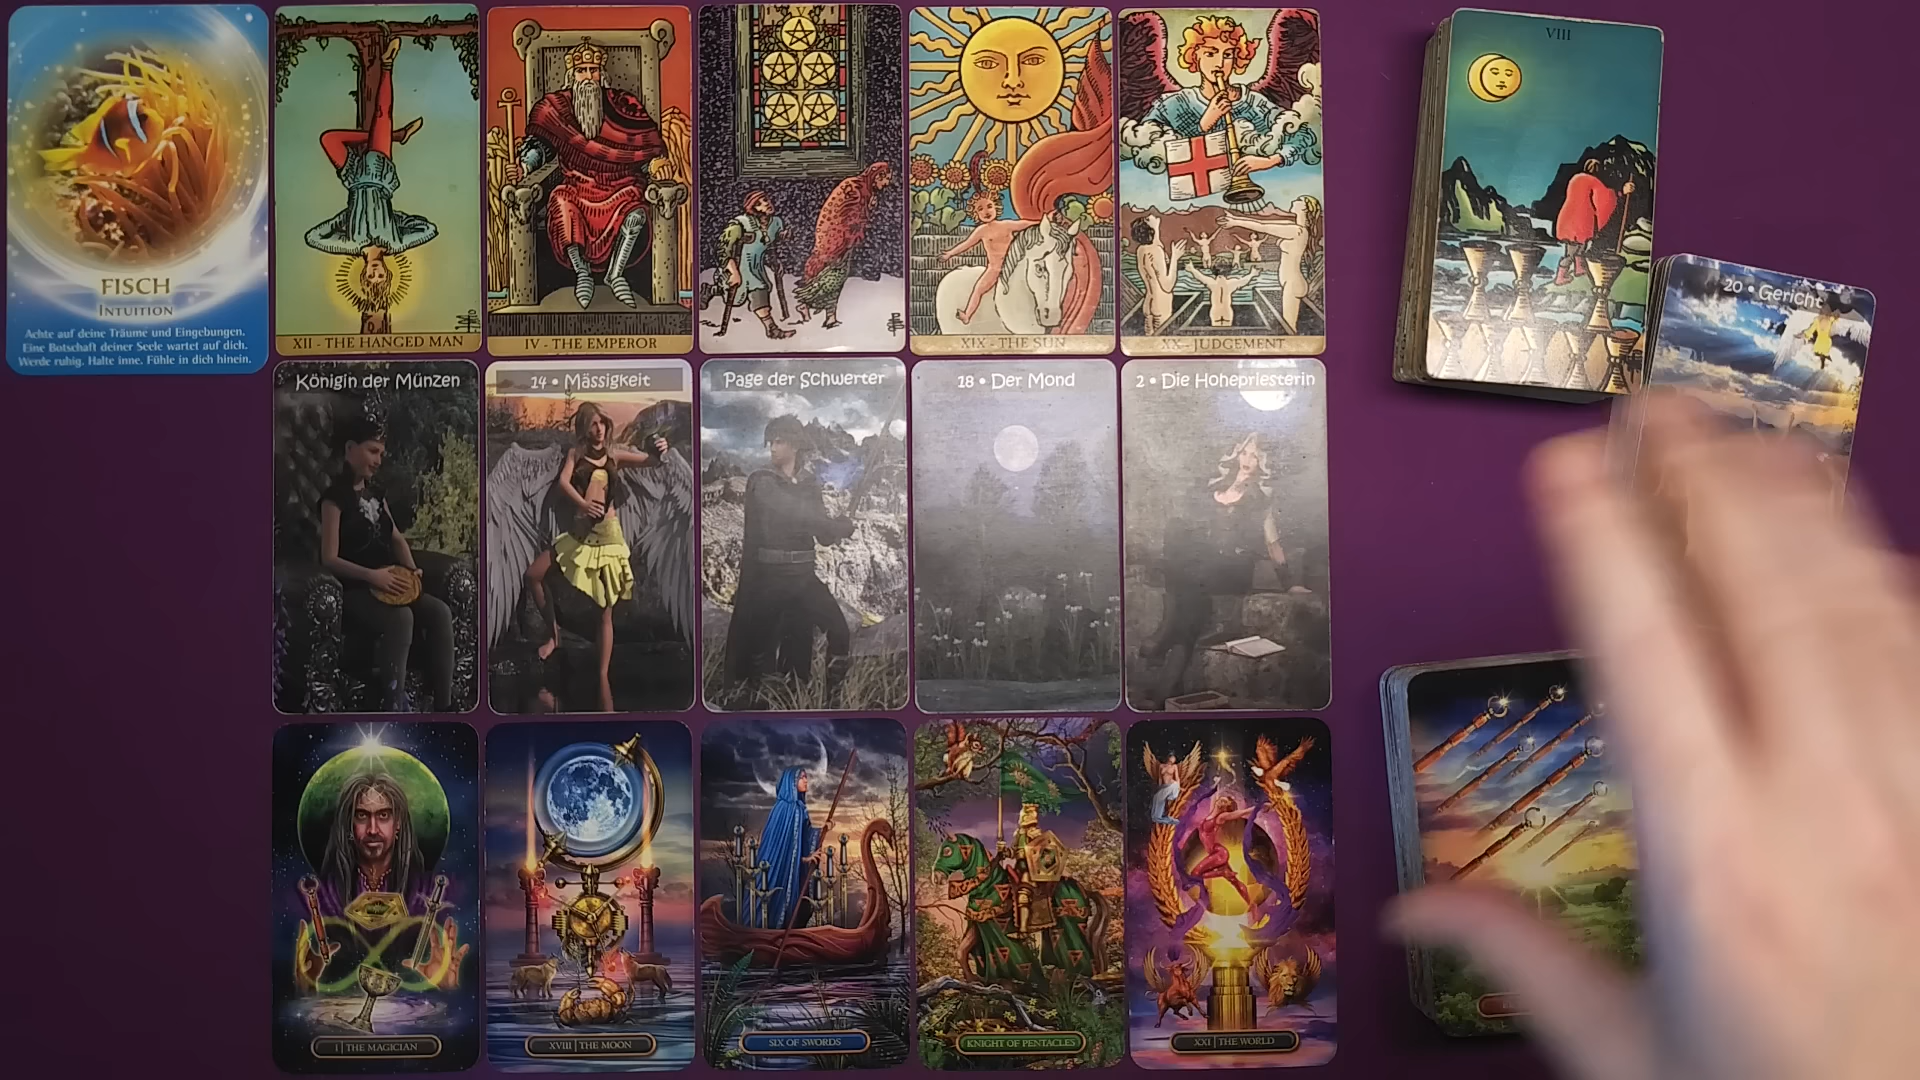 FISCH
INTUITION
Achte auf deine Träume und Eingebungen.
Eine Botschaft deiner Seele wartet auf dich.
Werde ruhig. Halte inne. Fühle in dich hinein.
XII - THE HANGED MAN
IV - THE EMPEROR
V
XIX - THE SUN
XX - JUDGEMENT
VIII
20 • Gericht
Königin der Münzen
14 • Mässigkeit
Page der Schwerter
18 • Der Mond
2 • Die Hohepriesterin
I | THE MAGICIAN
XVIII | THE MOON
SIX OF SWORDS
KNIGHT OF PENTACLES
XXI | THE WORLD